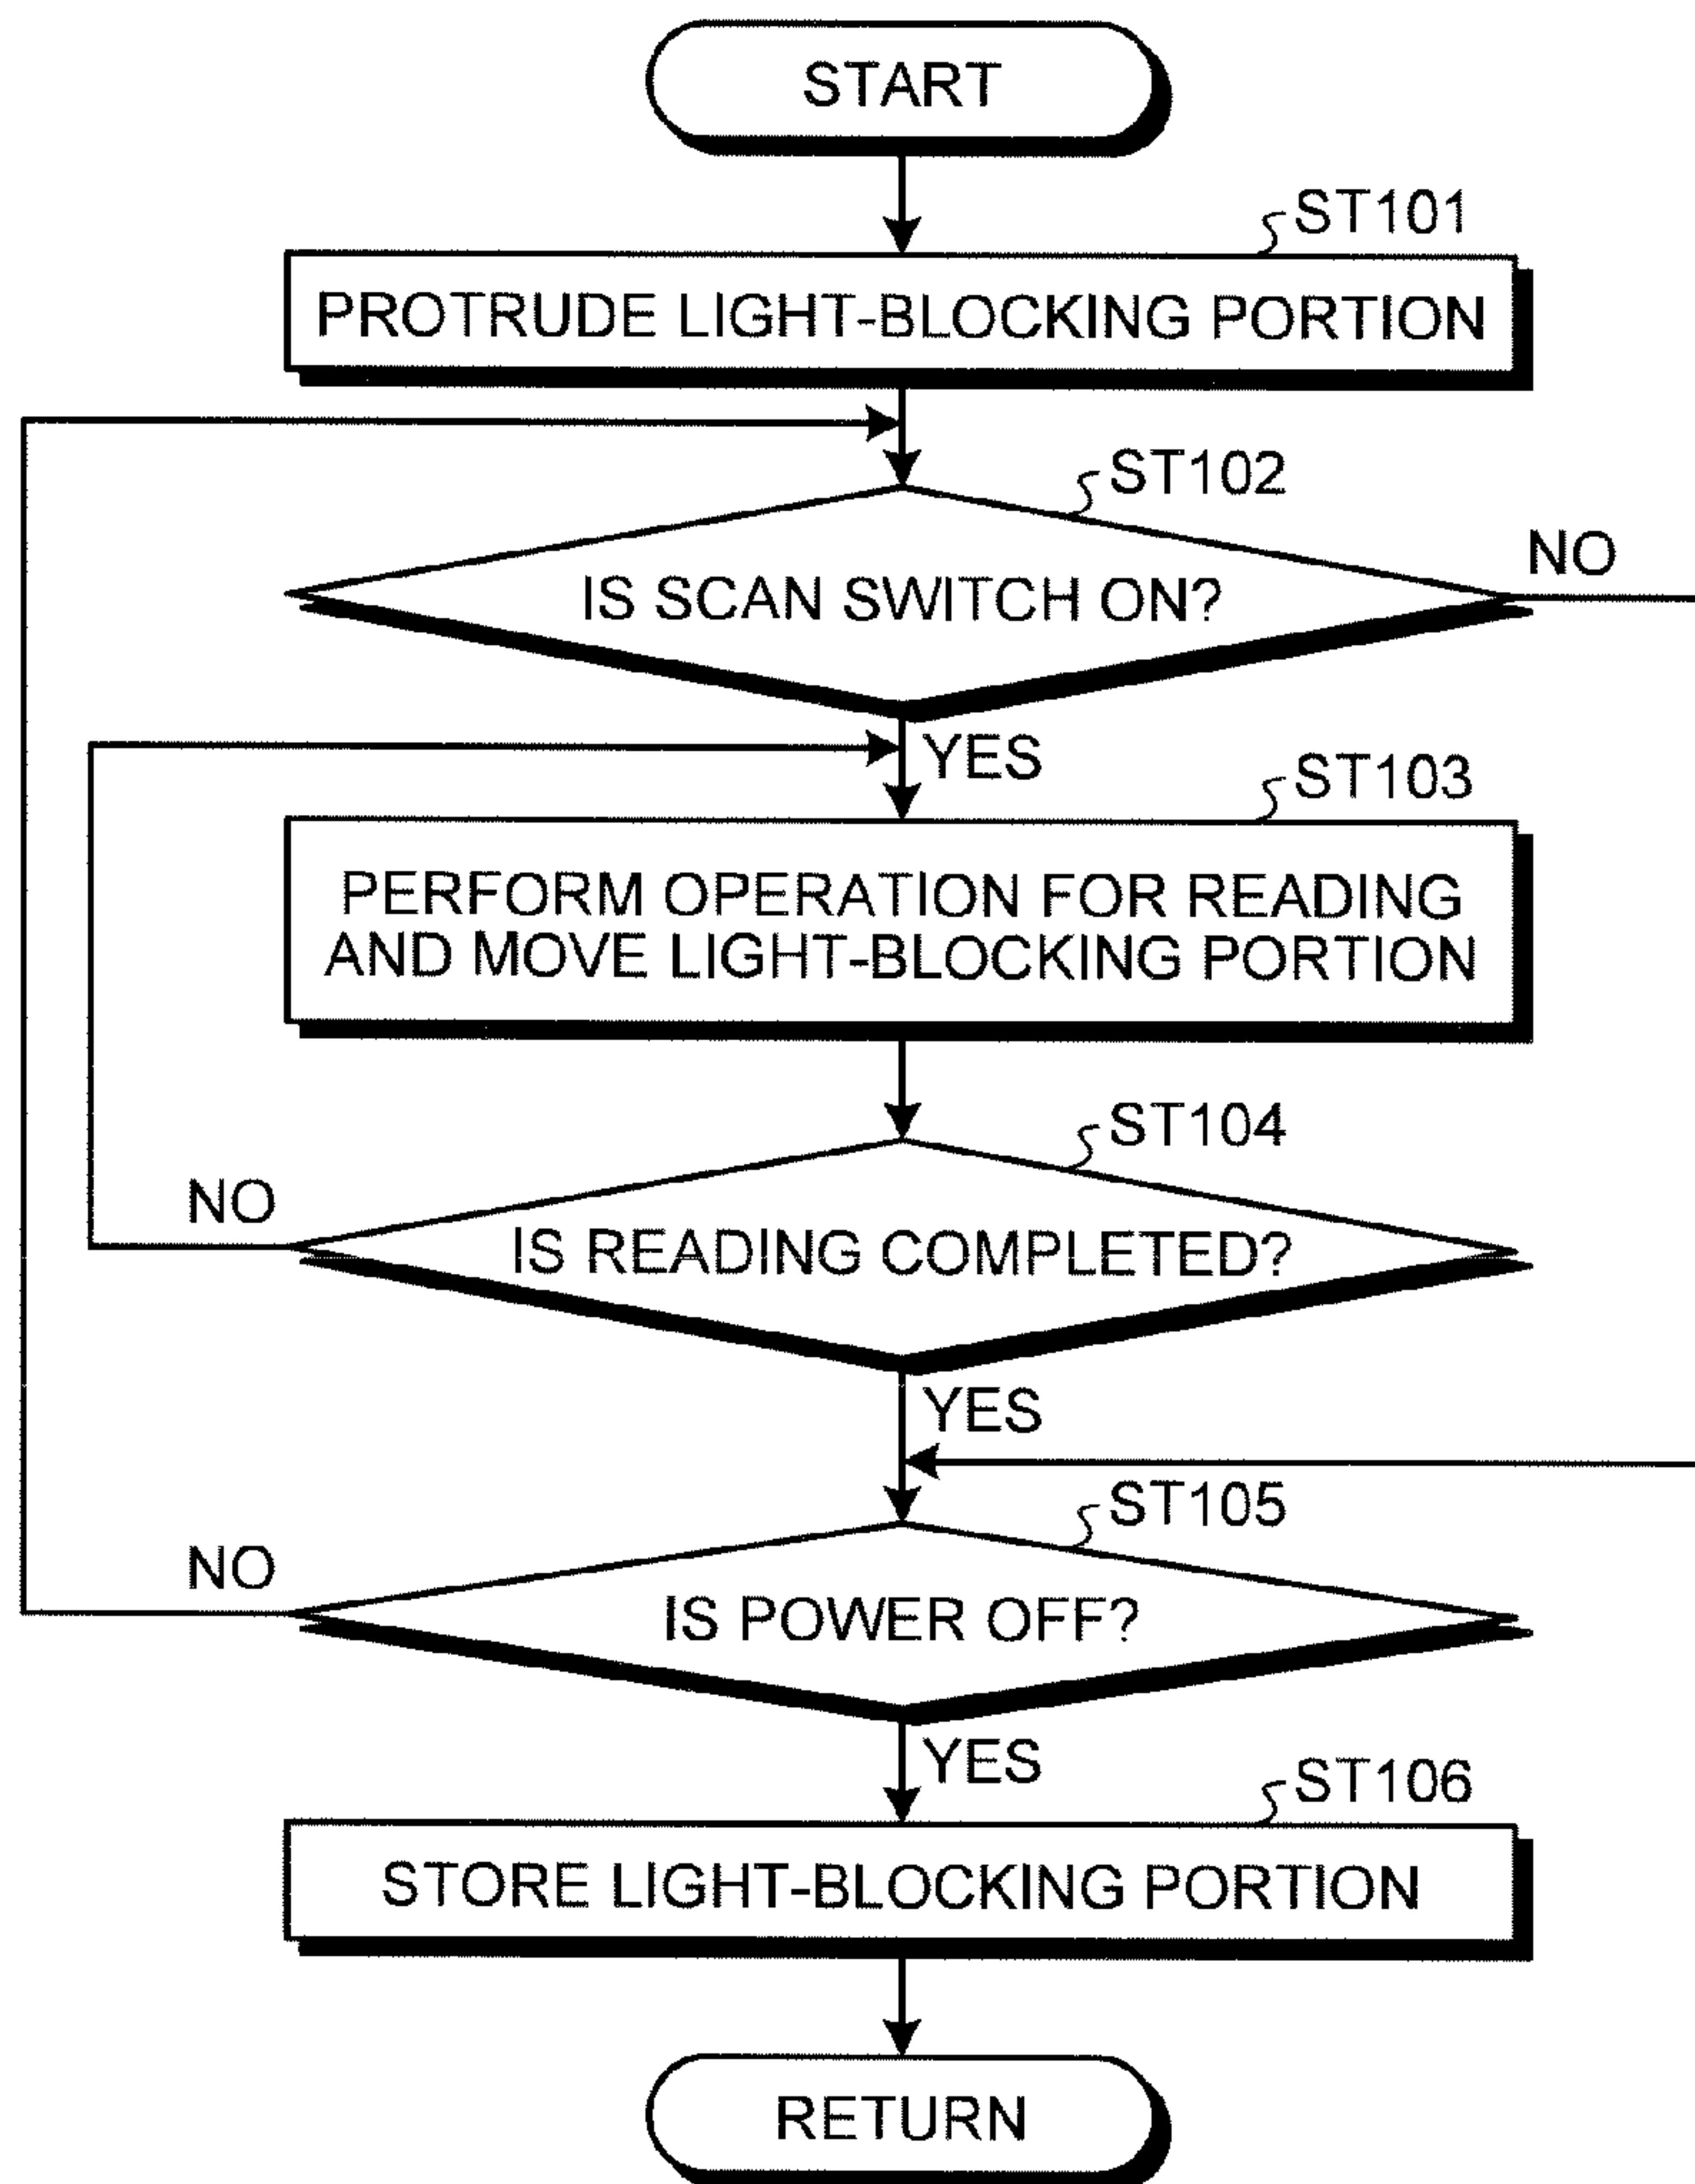 START
ST101
PROTRUDE LIGHT-BLOCKING PORTION
ST102
IS SCAN SWITCH ON?
NO
YES
ST103
PERFORM OPERATION FOR READING
AND MOVE LIGHT-BLOCKING PORTION
ST104
NO
IS READING COMPLETED?
YES
ST105
NO
IS POWER OFF?
YES
ST106
STORE LIGHT-BLOCKING PORTION
RETURN